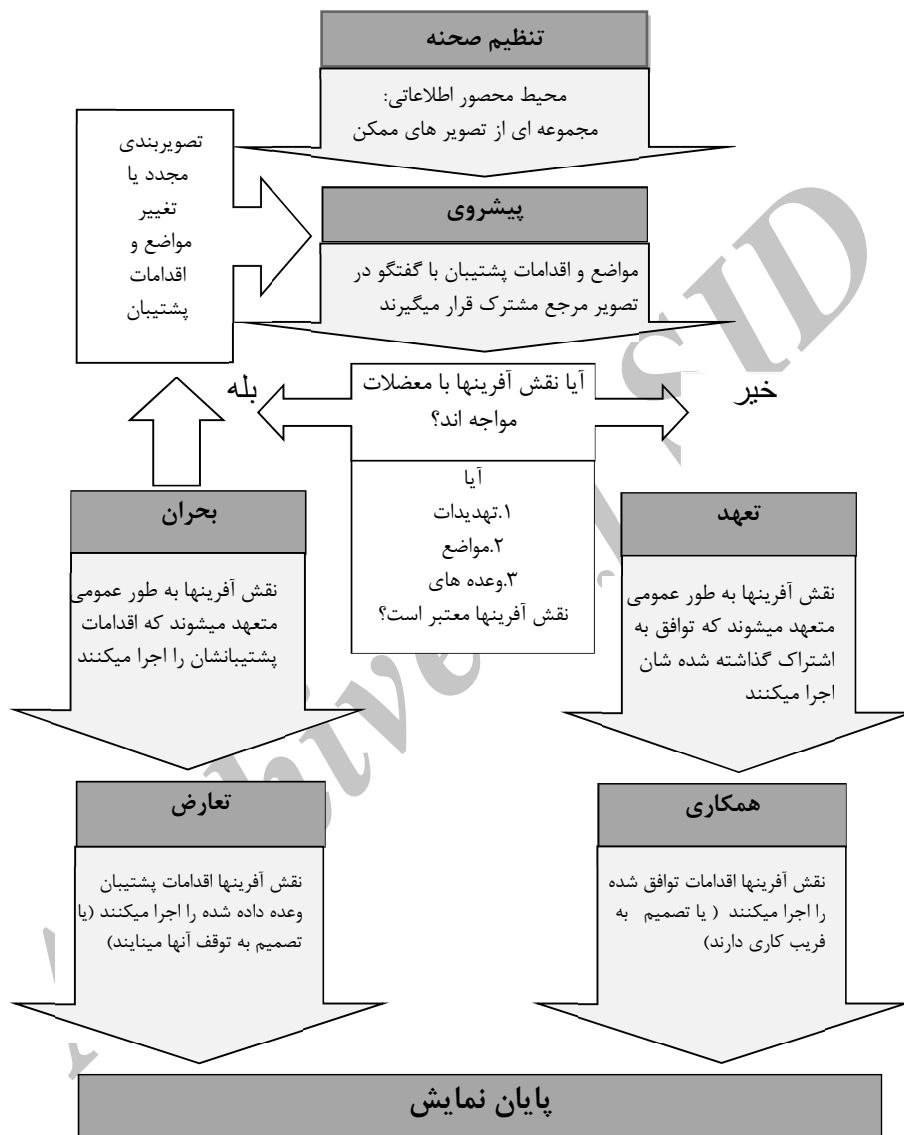 تنظیم صحنه
محیط محصور اطلاعاتی:
مجموعه ای از تصویر های ممکن
تصویربندی
مجدد یا
تغییر
مواضع و
اقدامات
پشتیبان
پیشروی
مواضع و اقدامات پشتیبان با گفتگو در
تصویر مرجع مشترک قرار میگیرند
آیا نقش آفرینها با معضلات
مواجه اند؟
خیر
بله
آیا
۱.تهدیدات
۲.مواضع
۳.وعده های
نقش آفرینها معتبر است؟
تعهد
نقش آفرینها به طور عمومی
متعهد میشوند که توافق به
اشتراک گذاشته شده شان
اجرا میکنند
بحران
نقش آفرینها به طور عمومی
متعهد میشوند که اقدامات
پشتیبانشان را اجرا میکنند
همکاری
نقش آفرینها اقدامات توافق شده
را اجرا میکنند ( یا تصمیم به
فریب کاری دارند)
تعارض
نقش آفرینها اقدامات پشتیبان
وعده داده شده را اجرا میکنند (یا
تصمیم به توقف آنها مینایند)
پایان نمایش
Archive of SID